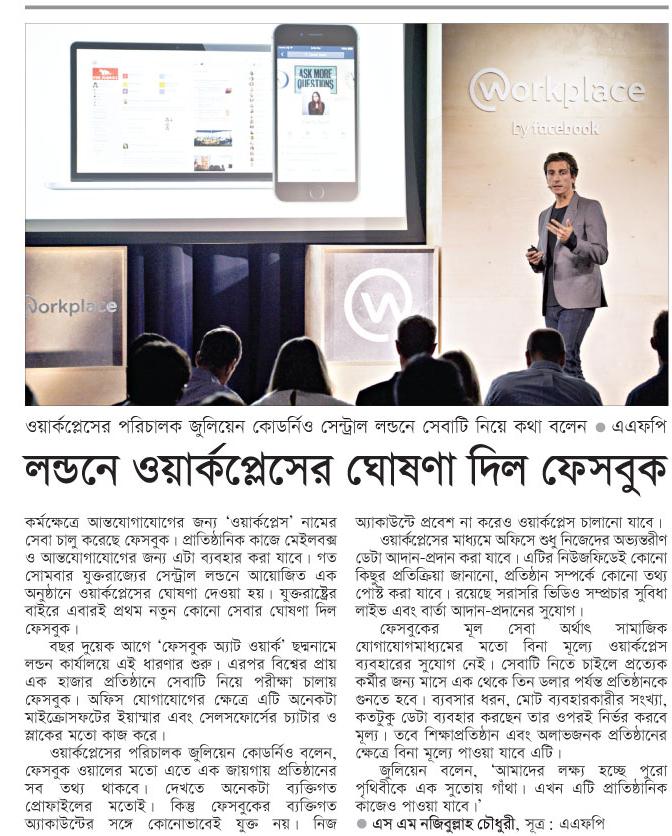 ASK MORE
QUESTIONS
Workplace
by facebook
Workplace
W
ওয়ার্কপ্লেসের পরিচালক জুলিয়েন কোডর্নিও সেন্ট্রাল লন্ডনে সেবাটি নিয়ে কথা বলেন ● এএফপি
লন্ডনে ওয়ার্কপ্লেসের ঘোষণা দিল ফেসবুক
কর্মক্ষেত্রে আন্তযোগাযোগের জন্য ‘ওয়ার্কপ্লেস’ নামের
সেবা চালু করেছে ফেসবুক। প্রাতিষ্ঠানিক কাজে মেইলবক্স
ও আন্তযোগাযোগের জন্য এটা ব্যবহার করা যাবে। গত
সোমবার যুক্তরাজ্যের সেন্ট্রাল লন্ডনে আয়োজিত এক
অনুষ্ঠানে ওয়ার্কপ্লেসের ঘোষণা দেওয়া হয়। যুক্তরাষ্ট্রের
বাইরে এবারই প্রথম নতুন কোনো সেবার ঘোষণা দিল
ফেসবুক।
বছর দুয়েক আগে ‘ফেসবুক অ্যাট ওয়ার্ক’ ছদ্মনামে
লন্ডন কার্যালয়ে এই ধারণার শুরু। এরপর বিশ্বের প্রায়
এক হাজার প্রতিষ্ঠানে সেবাটি নিয়ে পরীক্ষা চালায়
ফেসবুক। অফিস যোগাযোগের ক্ষেত্রে এটি অনেকটা
মাইক্রোসফটের ইয়ামার এবং সেলসফোর্সের চ্যাটার ও
স্লাকের মতো কাজ করে।
ওয়ার্কপ্লেসের পরিচালক জুলিয়েন কোডর্নিও বলেন,
ফেসবুক ওয়ালের মতো এতে এক জায়গায় প্রতিষ্ঠানের
সব তথ্য থাকবে। দেখতে অনেকটা ব্যক্তিগত
প্রোফাইলের মতোই। কিন্তু ফেসবুকের ব্যক্তিগত
অ্যাকাউন্টের সঙ্গে কোনোভাবেই যুক্ত নয়। নিজ
অ্যাকাউন্টে প্রবেশ না করেও ওয়ার্কপ্লেস চালানো যাবে।
ওয়ার্কপ্লেসের মাধ্যমে অফিসে শুধু নিজেদের অভ্যন্তরীণ
ডেটা আদান-প্রদান করা যাবে। এটির নিউজফিডেই কোনো
কিছুর প্রতিক্রিয়া জানানো, প্রতিষ্ঠান সম্পর্কে কোনো তথ্য
পোস্ট করা যাবে। রয়েছে সরাসরি ভিডিও সম্প্রচার সুবিধা
লাইভ এবং বার্তা আদান-প্রদানের সুযোগ।
ফেসবুকের মূল সেবা অর্থাৎ সামাজিক
যোগাযোগমাধ্যমের মতো বিনা মূল্যে ওয়ার্কপ্লেস
ব্যবহারের সুযোগ নেই। সেবাটি নিতে চাইলে প্রত্যেক
কর্মীর জন্য মাসে এক থেকে তিন ডলার পর্যন্ত প্রতিষ্ঠানকে
গুনতে হবে। ব্যবসার ধরন, মোট ব্যবহারকারীর সংখ্যা,
কতটুকু ডেটা ব্যবহার করছেন তার ওপরই নির্ভর করবে
মূল্য। তবে শিক্ষাপ্রতিষ্ঠান এবং অলাভজনক প্রতিষ্ঠানের
ক্ষেত্রে বিনা মূল্যে পাওয়া যাবে এটি।
জুলিয়েন বলেন, ‘আমাদের লক্ষ্য হচ্ছে পুরো
পৃথিবীকে এক সুতোয় গাঁথা। এখন এটি প্রাতিষ্ঠানিক
কাজেও পাওয়া যাবে।’
● এস এম নজিবুল্লাহ চৌধুরী, সূত্র : এএফপি